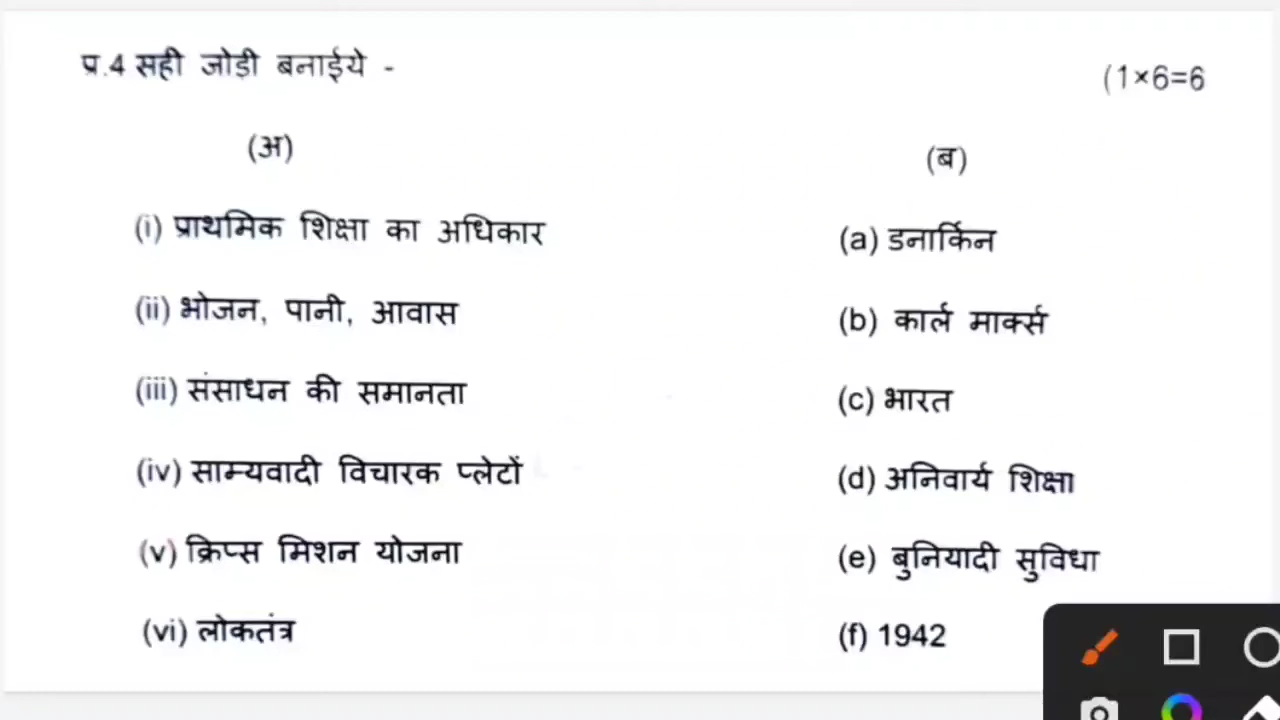 प्र.4 सही जोड़ी बनाईये -
(1×6=6
(अ)
(ब)
(i) प्राथमिक शिक्षा का अधिकार
(a) डनार्किन
(ii) भोजन, पानी, आवास
(b) कार्ल मार्क्स
(iii) संसाधन की समानता
(c) भारत
(iv) साम्यवादी विचारक प्लेटों
(d) अनिवार्य शिक्षा
(v) क्रिप्स मिशन योजना
(e) बुनियादी सुविधा
(vi) लोकतंत्र
(f) 1942